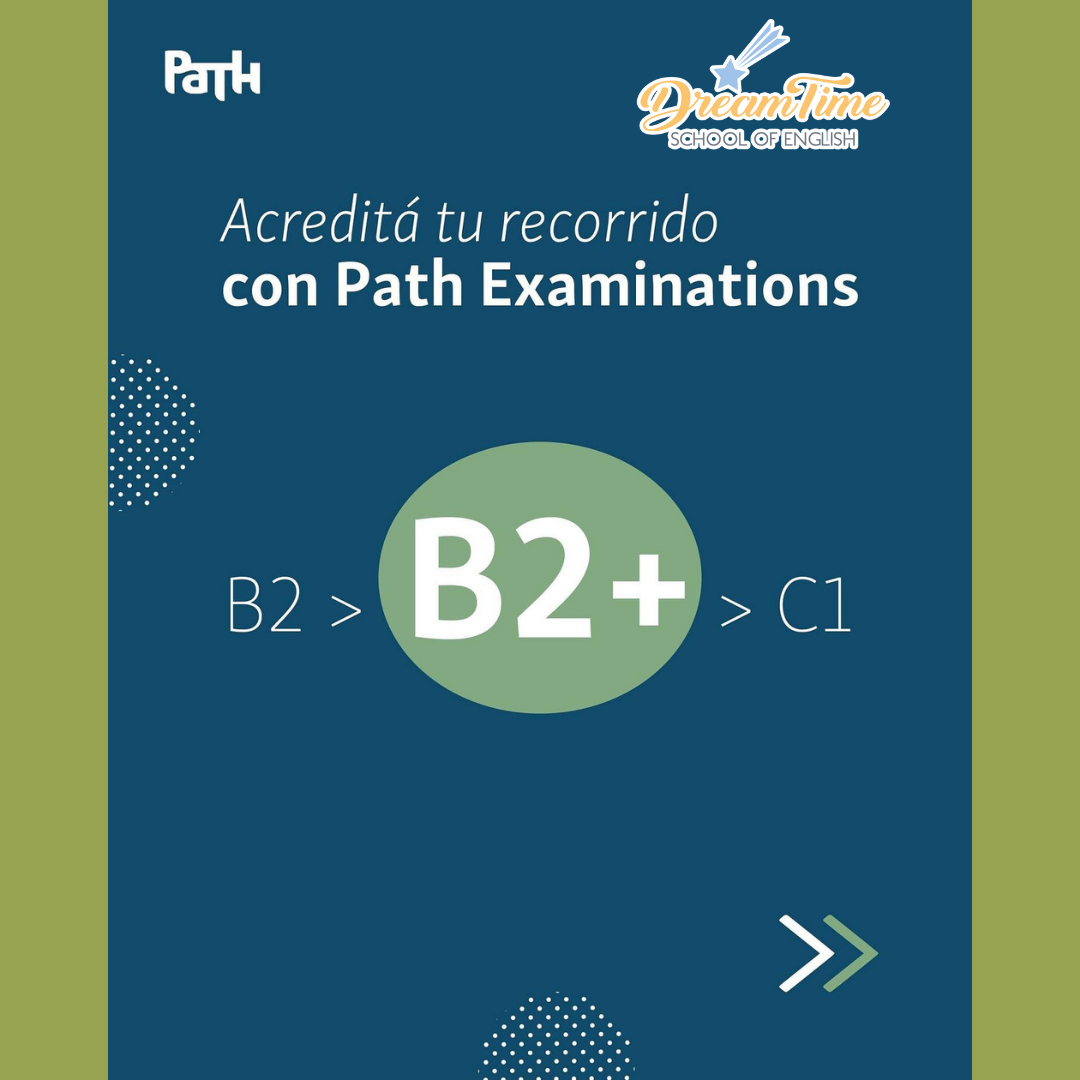 PaTH
DreamTime
SCHOOL OF ENGLISH
Acreditá tu recorrido
con Path Examinations
B2 > B2+ > C1